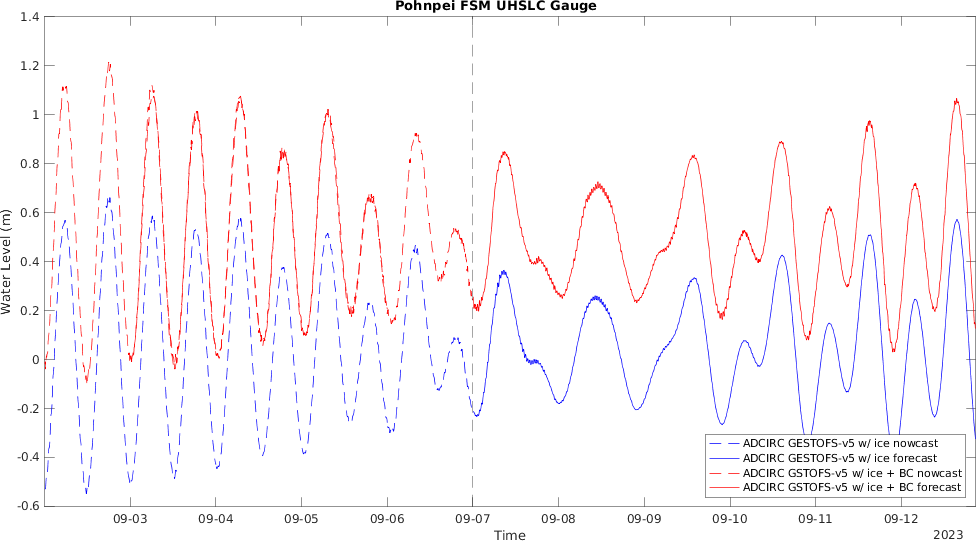 Pohnpei FSM UHSLC Gauge
1.4
1.2
1
0.8
0.6
0.4
0.2
0
-0.2
-0.4
-0.6
Water Level (m)
ADCIRC GESTOFS-v5 w/ ice nowcast
ADCIRC GESTOFS-v5 w/ ice forecast
ADCIRC GSTOFS-v5 w/ ice + BC nowcast
ADCIRC GSTOFS-v5 w/ ice + BC forecast
09-03 09-04 09-05 09-06 09-07 09-08 09-09 09-10 09-11 09-12
Time
2023